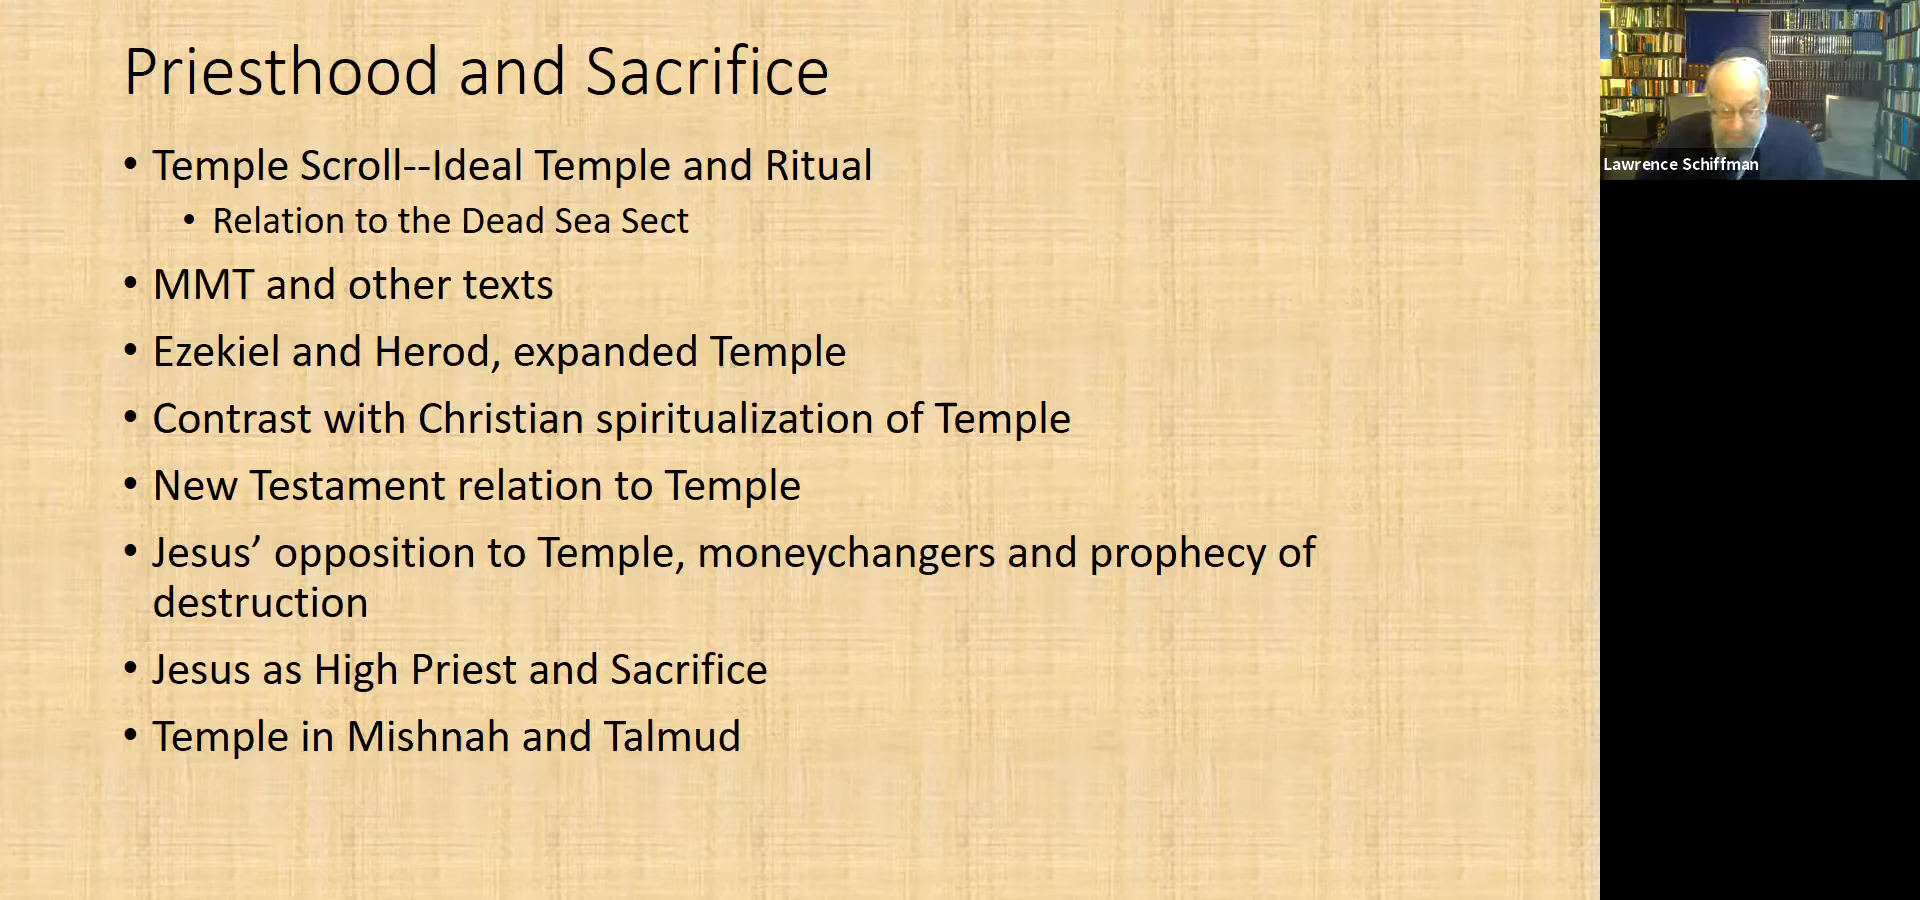 Priesthood and Sacrifice
• Temple Scroll--Ideal Temple and Ritual
• Relation to the Dead Sea Sect
• MMT and other texts
• Ezekiel and Herod, expanded Temple
• Contrast with Christian spiritualization of Temple
• New Testament relation to Temple
• Jesus’ opposition to Temple, moneychangers and prophecy of
destruction
• Jesus as High Priest and Sacrifice
• Temple in Mishnah and Talmud
Lawrence Schiffman